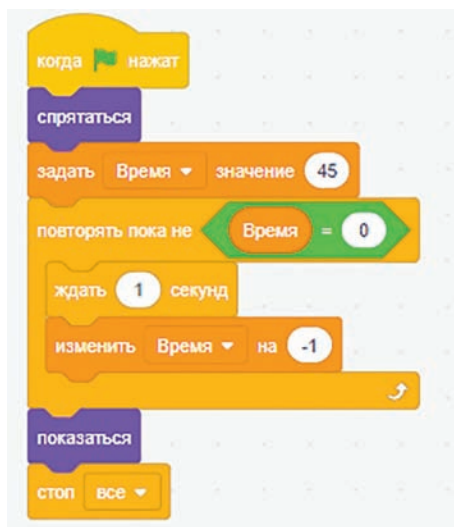 когда нажат
спрятаться
задать Время значение 45
повторять пока не Время = 0
ждать 1 секунд
изменить Время на -1
показаться
стоп все